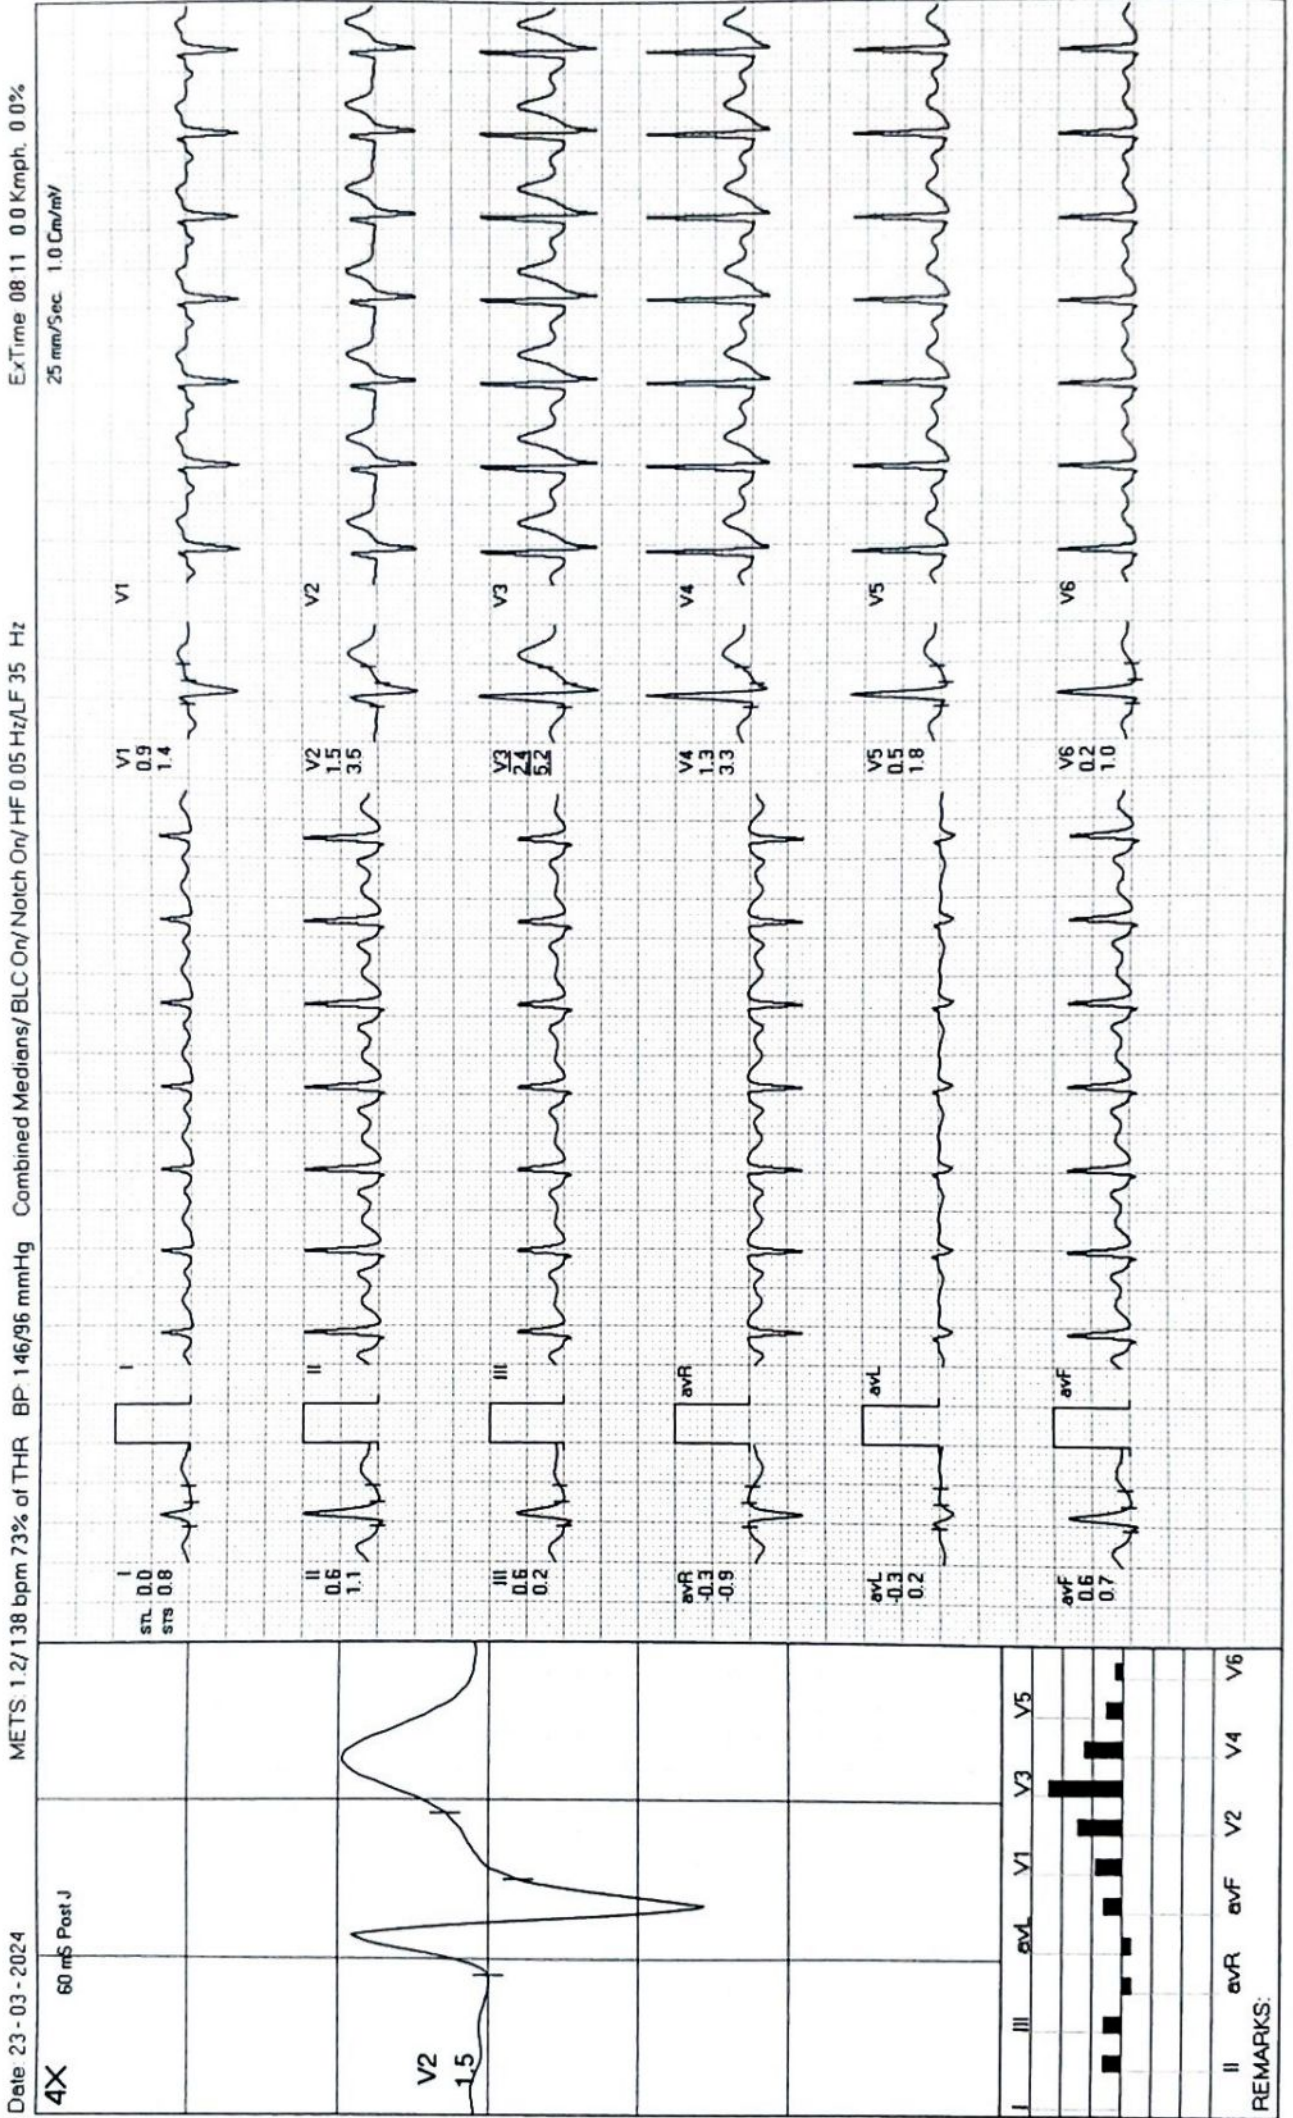 Date: 23 - 03 - 2024 METS: 1.2/ 138 bpm 73% of THR BP: 146/96 mmHg Combined Medians/ BLC On/ Notch On/ HF 0.05 Hz/LF 35 Hz ExTime 08:11 0.0 Kmph, 0.0%
4X 60 mS Post J
25 mm/Sec. 1.0 Cm/mV
V2
1.5
I
STL 0.0
STS 0.8
I
V1
0.9
1.4
V1
II
0.6
1.1
II
V2
1.5
3.5
V2
III
0.6
0.2
III
V3
2.4
5.2
V3
avR
-0.3
-0.9
avR
V4
1.3
3.3
V4
avL
-0.3
0.2
avL
V5
0.5
1.8
V5
avF
0.6
0.7
avF
V6
0.2
1.0
V6
I III avL V1 V3 V5
II avR avF V2 V4 V6
REMARKS: